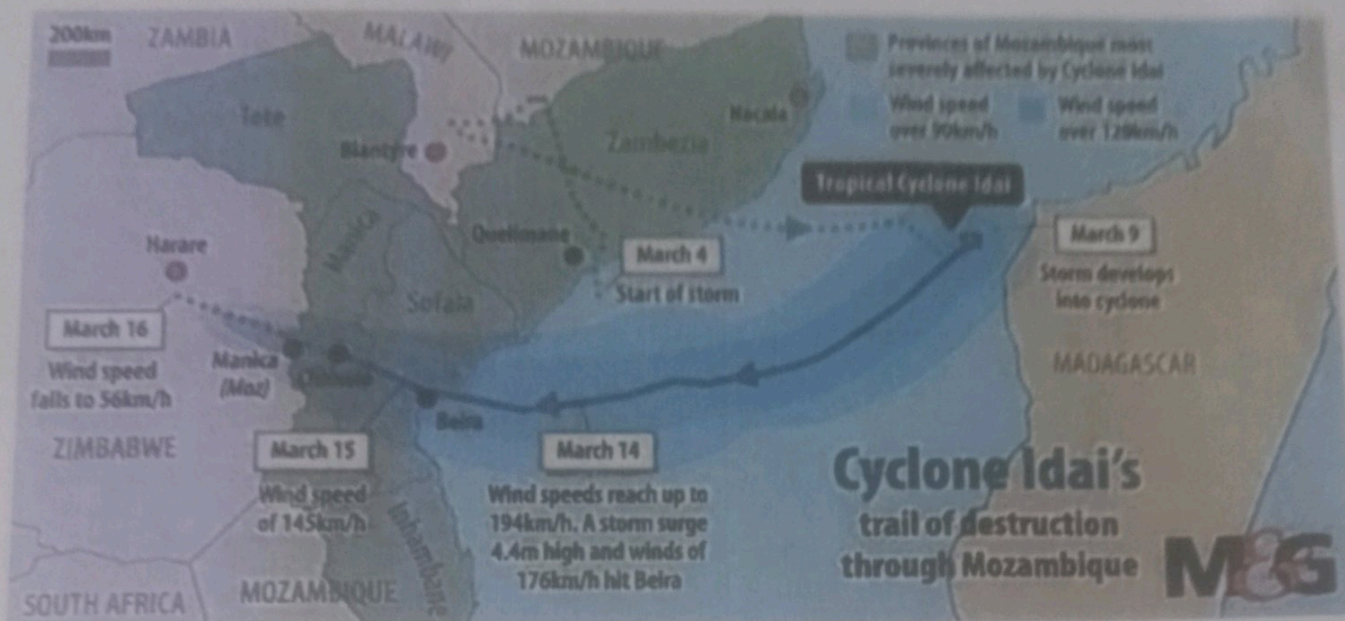 200km
ZAMBIA
MALAWI
MOZAMBIQUE
Provinces of Mozambique most
severely affected by Cyclone Idai
Wind speed
over 90km/h
Wind speed
over 120km/h
Tete
Nacala
Zambezia
Blantyre
Tropical Cyclone Idai
Manica
Quelimane
Harare
March 4
Start of storm
March 9
Storm develops
into cyclone
Sofala
March 16
Wind speed
falls to 56km/h
Manica
(Moz)
MADAGASCAR
Beira
ZIMBABWE
March 15
Wind speed
of 145km/h
March 14
Wind speeds reach up to
194km/h. A storm surge
4.4m high and winds of
176km/h hit Beira
Inhambane
Cyclone Idai's
trail of destruction
through Mozambique
M&G
MOZAMBIQUE
SOUTH AFRICA